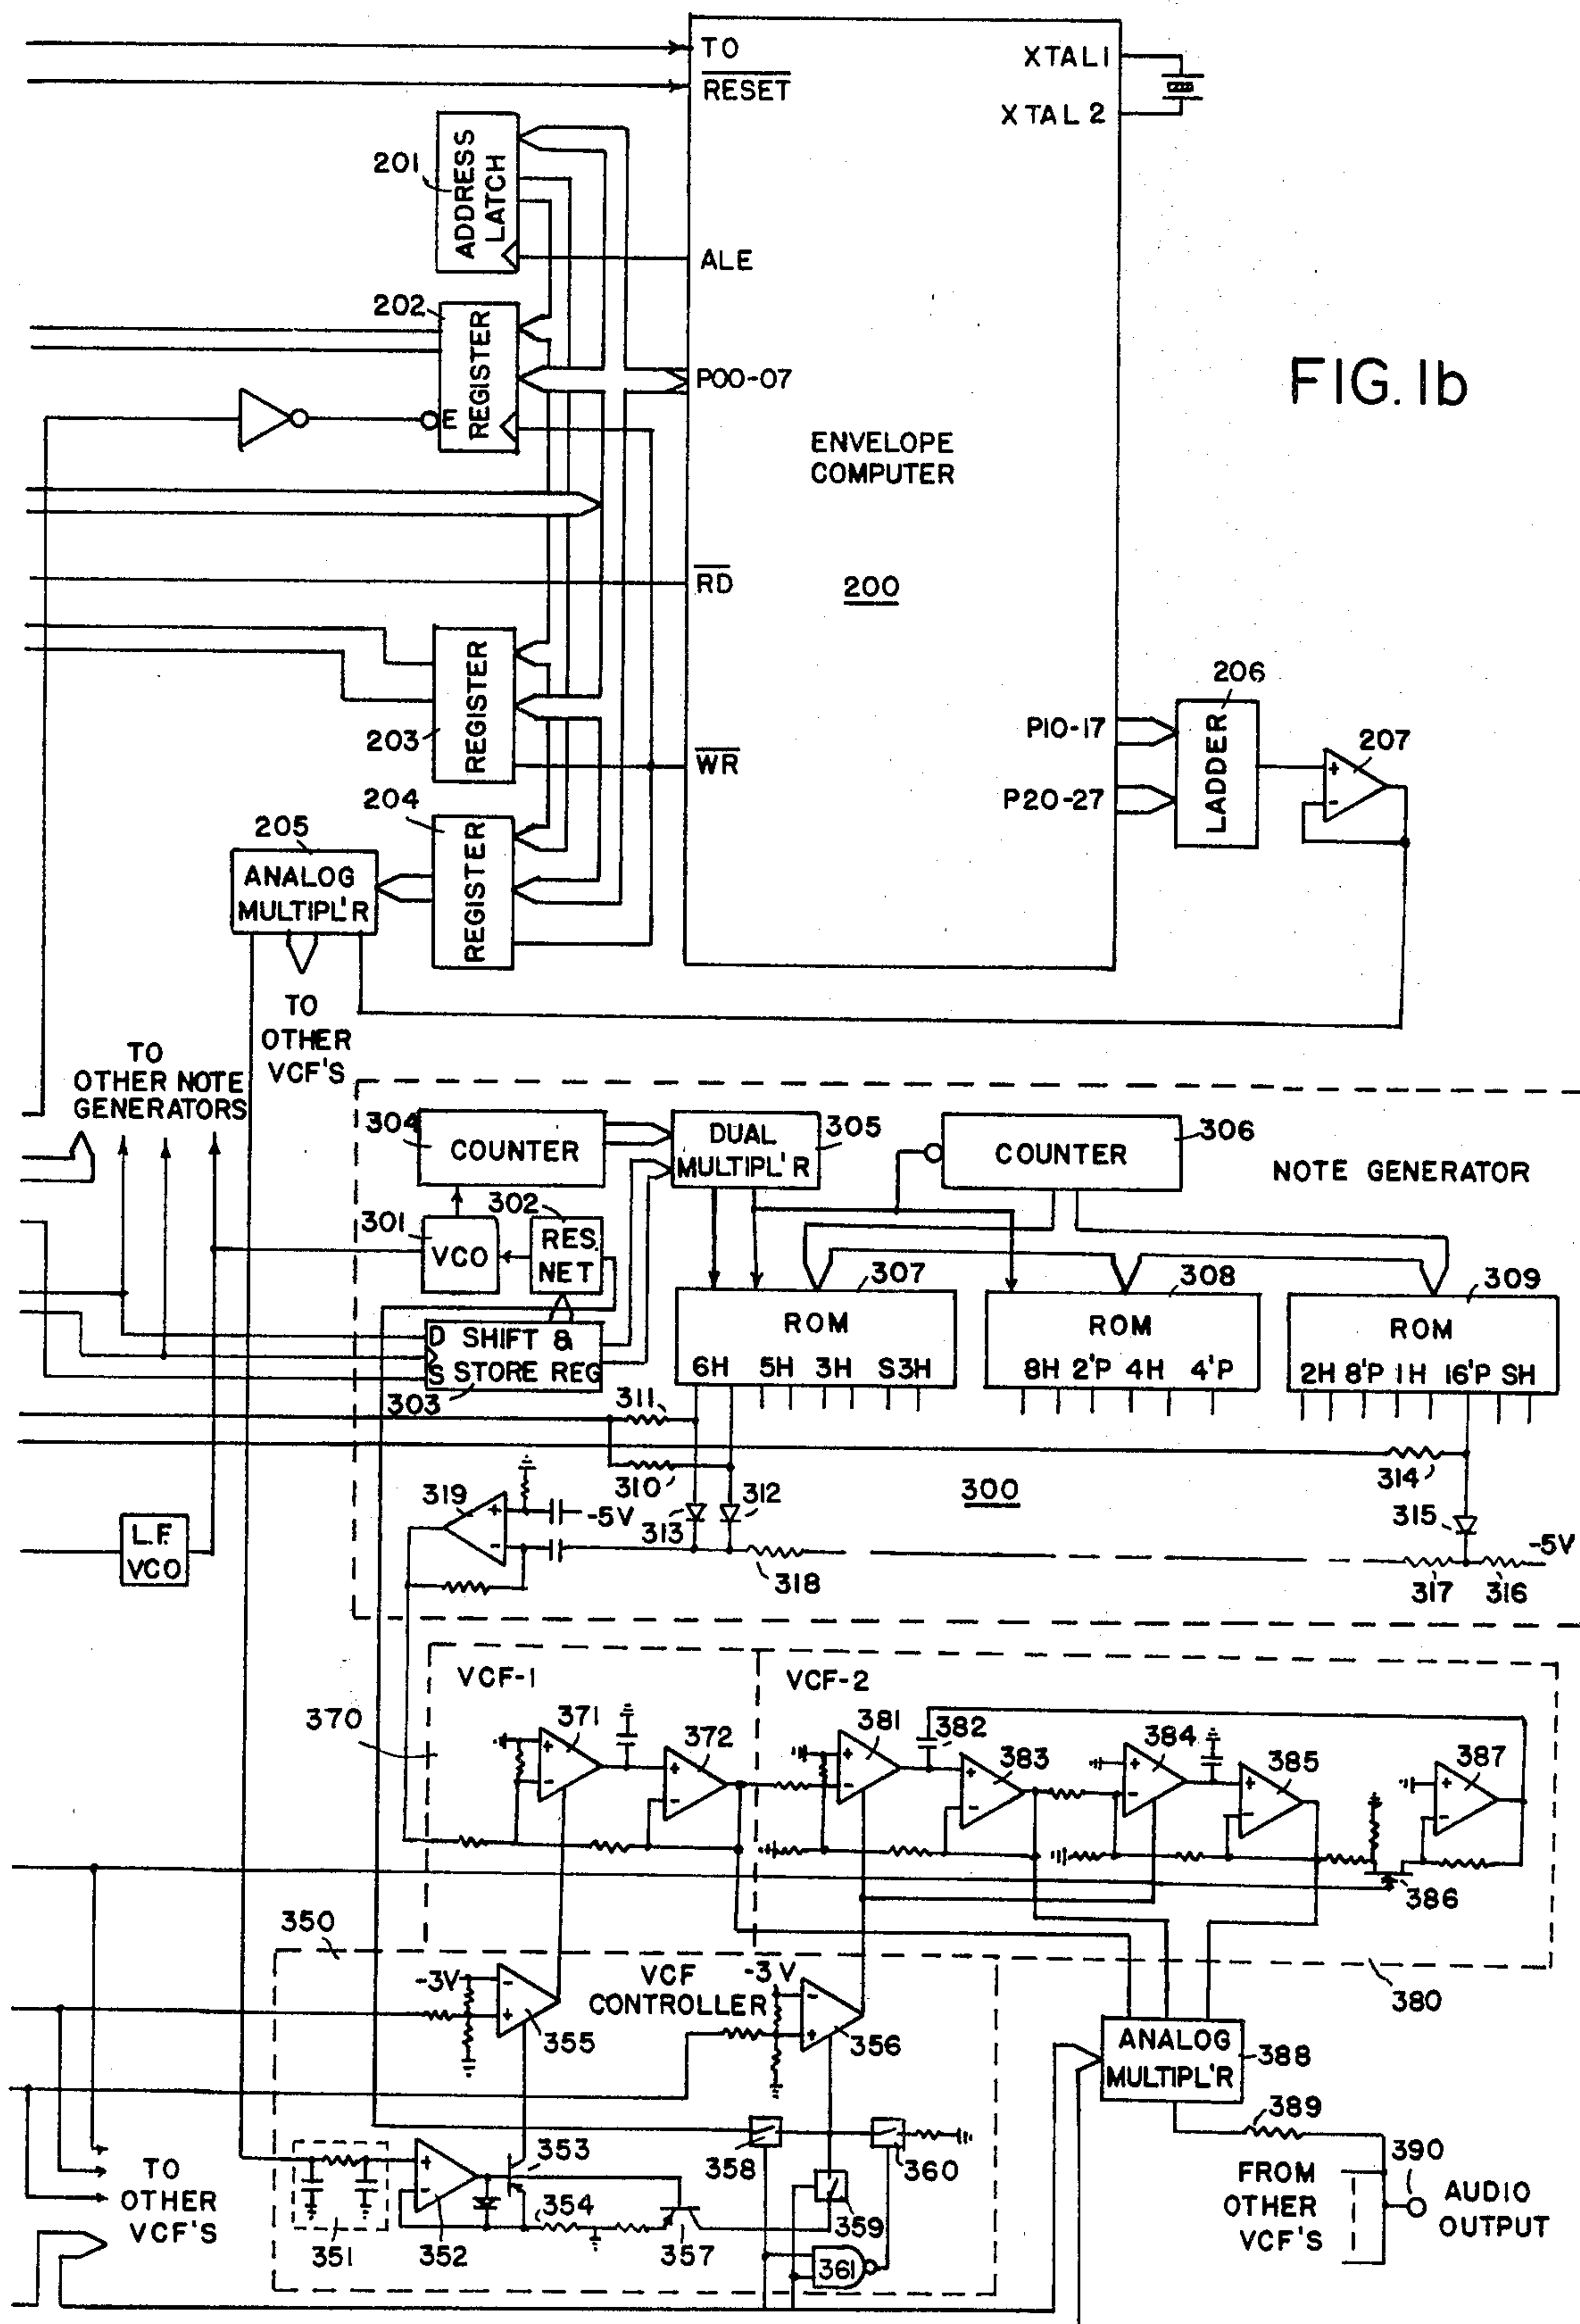 TO
RESET
XTAL1
XTAL 2
201
ADDRESS
LATCH
ALE
202
E
REGISTER
P00-07
FIG. 1b
ENVELOPE
COMPUTER
200
RD
203
REGISTER
WR
P10-17
P20-27
206
LADDER
+
-
207
204
REGISTER
205
ANALOG
MULTIPL'R
TO
OTHER
VCF'S
TO
OTHER NOTE
GENERATORS
304
COUNTER
DUAL
MULTIPL'R
305
COUNTER
306
NOTE GENERATOR
301
VCO
302
RES.
NET
D SHIFT &
S STORE REG
303
307
ROM
6H 5H 3H S3H
308
ROM
8H 2'P 4H 4'P
309
ROM
2H 8'P 1H 16'P SH
311
310
314
300
319
+
-
-5V
313
312
315
-5V
318
317
316
L.F.
VCO
VCF-1
VCF-2
370
371
+
-
372
+
-
381
+
-
382
383
+
-
384
+
-
385
+
-
387
+
-
386
350
-3V
-
+
355
VCF
CONTROLLER
-3V
-
+
356
380
ANALOG
MULTIPL'R
388
389
353
358
360
354
+
-
351
352
357
359
361
TO
OTHER
VCF'S
FROM
OTHER
VCF'S
390
AUDIO
OUTPUT